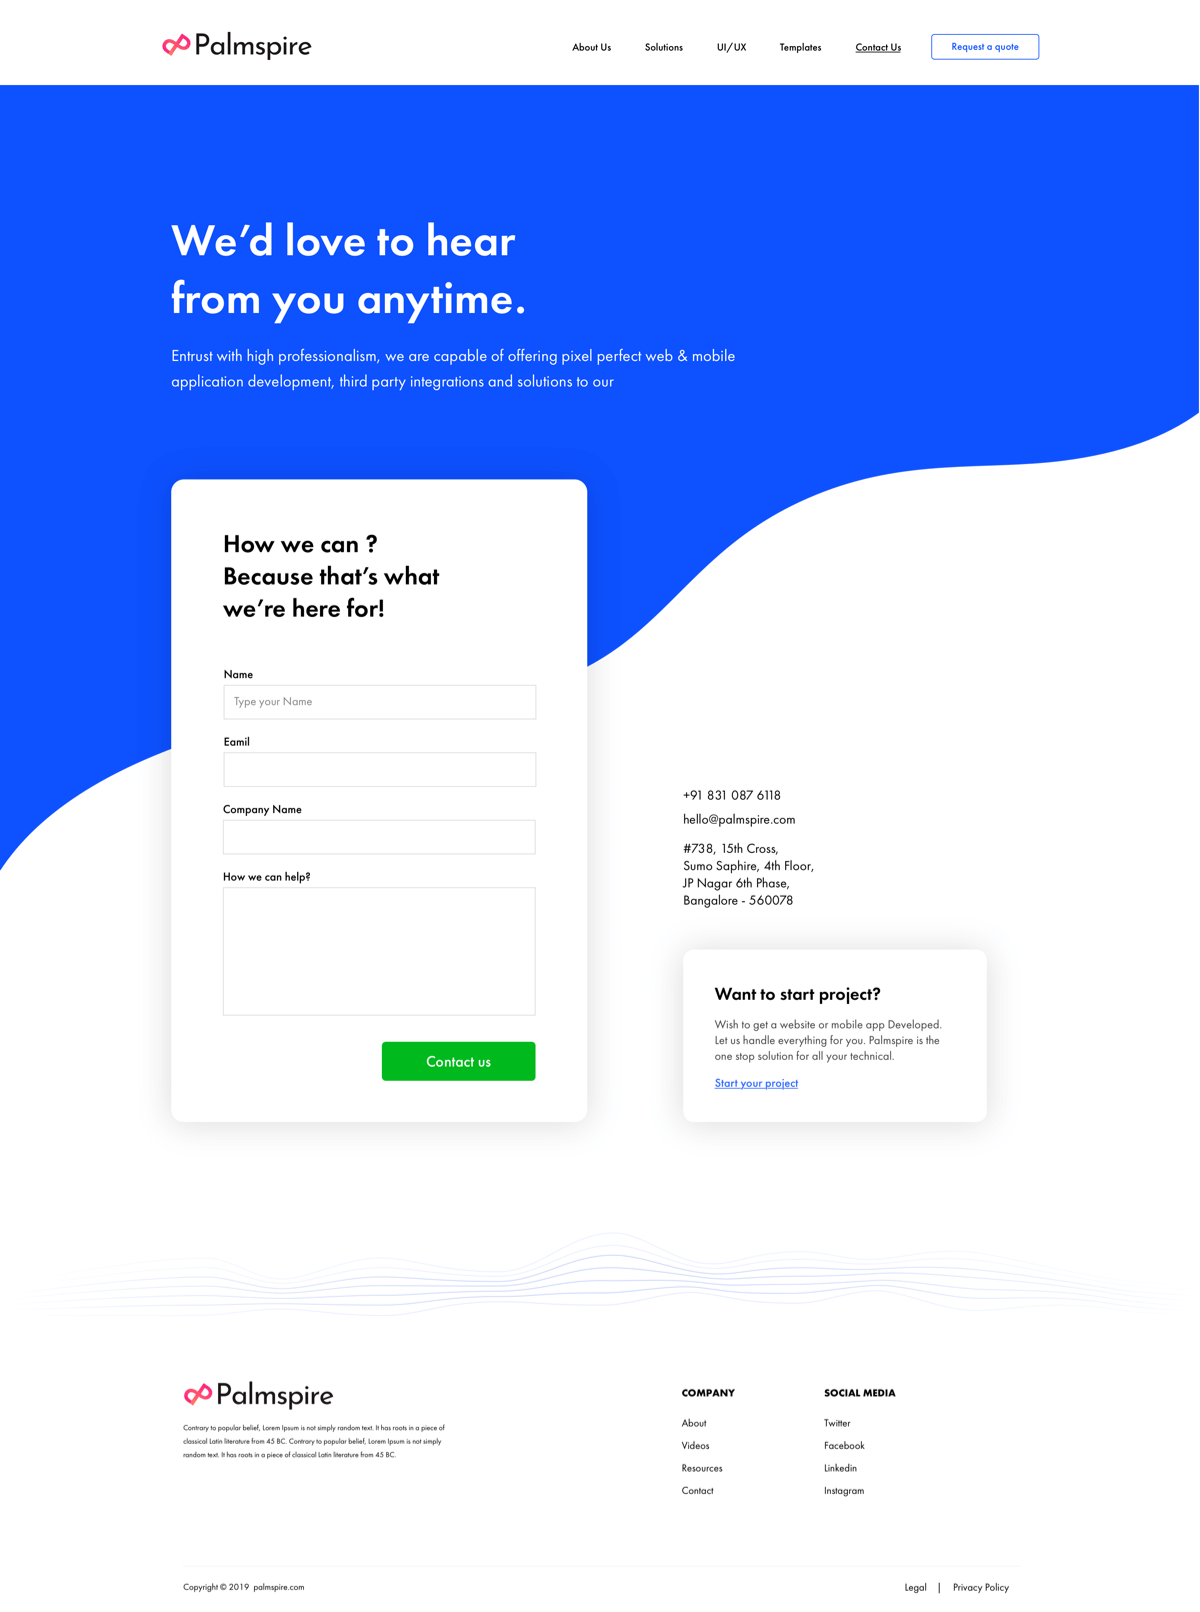 Palmspire
About Us
Solutions
UI/UX
Templates
Contact Us
Request a quote
We’d love to hear
from you anytime.
Entrust with high professionalism, we are capable of offering pixel perfect web & mobile
application development, third party integrations and solutions to our
How we can ?
Because that’s what
we’re here for!
Name
Type your Name
Eamil
Company Name
How we can help?
Contact us
+91 831 087 6118
hello@palmspire.com
#738, 15th Cross,
Sumo Saphire, 4th Floor,
JP Nagar 6th Phase,
Bangalore - 560078
Want to start project?
Wish to get a website or mobile app Developed.
Let us handle everything for you. Palmspire is the
one stop solution for all your technical.
Start your project
Palmspire
Contrary to popular belief, Lorem Ipsum is not simply random text. It has roots in a piece of
classical Latin literature from 45 BC. Contrary to popular belief, Lorem Ipsum is not simply
random text. It has roots in a piece of classical Latin literature from 45 BC.
COMPANY
About
Videos
Resources
Contact
SOCIAL MEDIA
Twitter
Facebook
Linkedin
Instagram
Copyright © 2019 palmspire.com
Legal | Privacy Policy